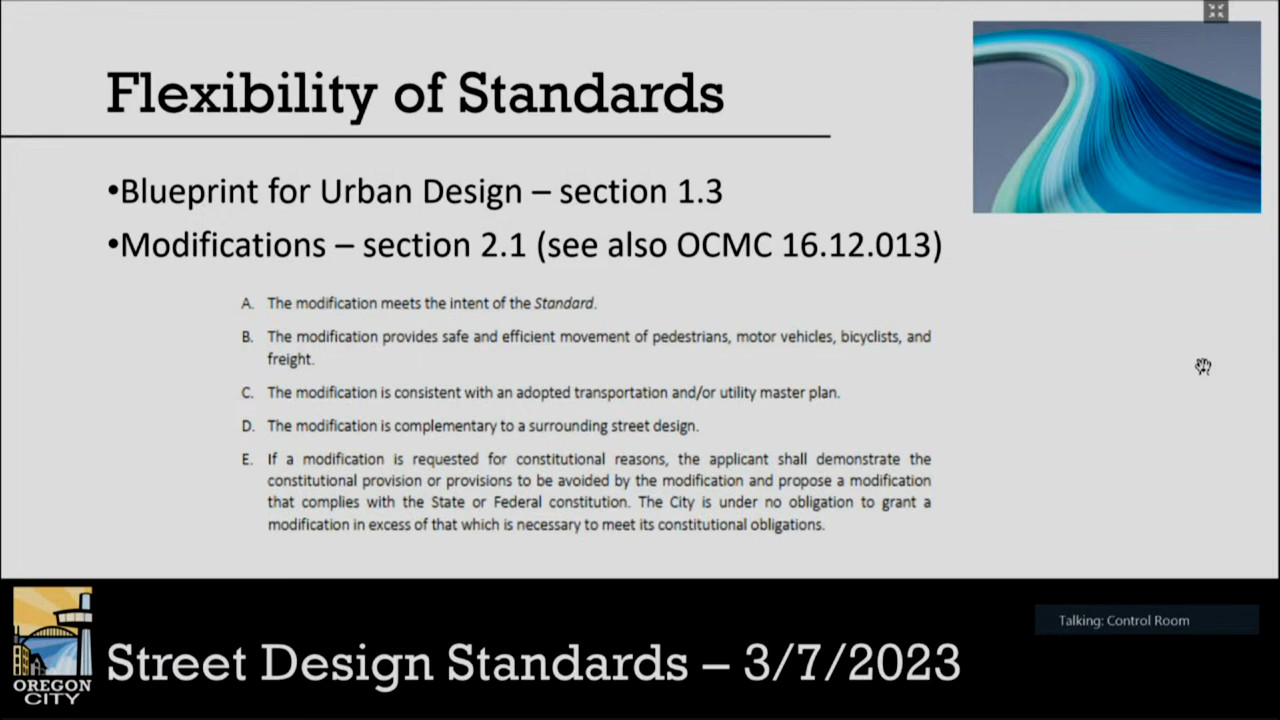 Flexibility of Standards
•Blueprint for Urban Design – section 1.3
•Modifications – section 2.1 (see also OCMC 16.12.013)
A. The modification meets the intent of the Standard.
B. The modification provides safe and efficient movement of pedestrians, motor vehicles, bicyclists, and
freight.
C. The modification is consistent with an adopted transportation and/or utility master plan.
D. The modification is complementary to a surrounding street design.
E. If a modification is requested for constitutional reasons, the applicant shall demonstrate the
constitutional provision or provisions to be avoided by the modification and propose a modification
that complies with the State or Federal constitution. The City is under no obligation to grant a
modification in excess of that which is necessary to meet its constitutional obligations.
Talking: Control Room
Street Design Standards – 3/7/2023
OREGON
CITY